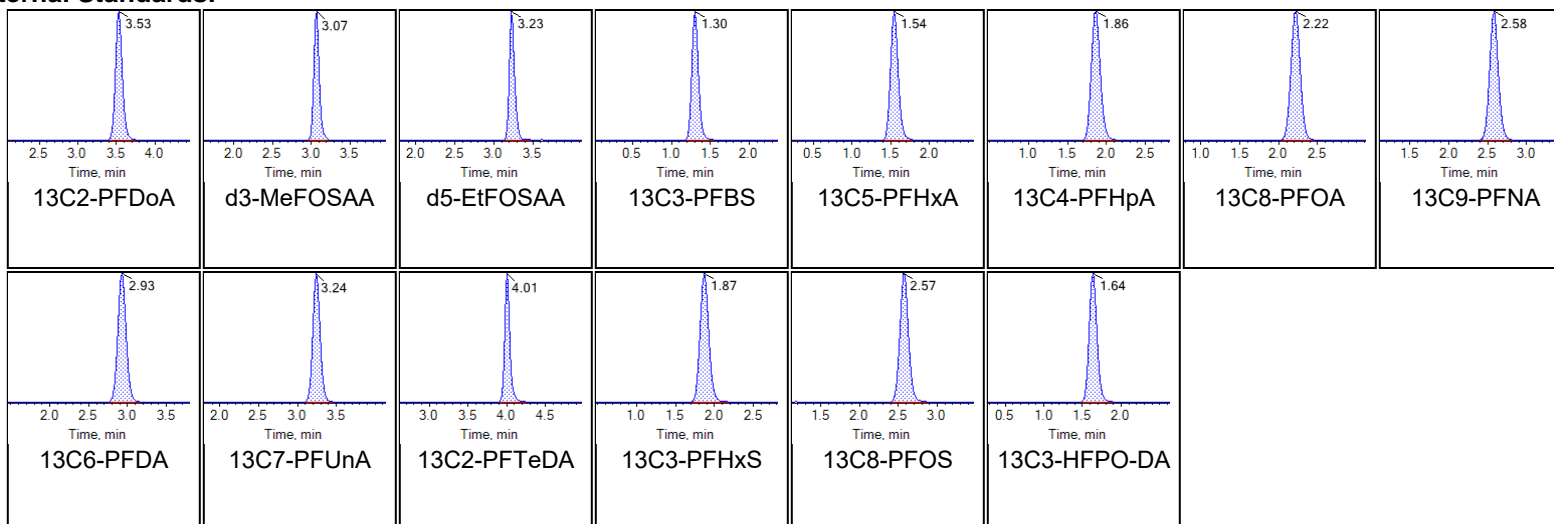 3.53
2.5 3.0 3.5 4.0
Time, min
13C2-PFDoA
3.07
2.0 2.5 3.0 3.5
Time, min
d3-MeFOSAA
3.23
2.0 2.5 3.0 3.5
Time, min
d5-EtFOSAA
1.30
0.5 1.0 1.5 2.0
Time, min
13C3-PFBS
1.54
0.5 1.0 1.5 2.0
Time, min
13C5-PFHxA
1.86
1.0 1.5 2.0 2.5
Time, min
13C4-PFHpA
2.22
1.0 1.5 2.0 2.5
Time, min
13C8-PFOA
2.58
1.5 2.0 2.5 3.0
Time, min
13C9-PFNA
2.93
2.0 2.5 3.0 3.5
Time, min
13C6-PFDA
3.24
2.0 2.5 3.0 3.5
Time, min
13C7-PFUnA
4.01
3.0 3.5 4.0 4.5
Time, min
13C2-PFTeDA
1.87
1.0 1.5 2.0 2.5
Time, min
13C3-PFHxS
2.57
1.5 2.0 2.5 3.0
Time, min
13C8-PFOS
1.64
0.5 1.0 1.5 2.0
Time, min
13C3-HFPO-DA